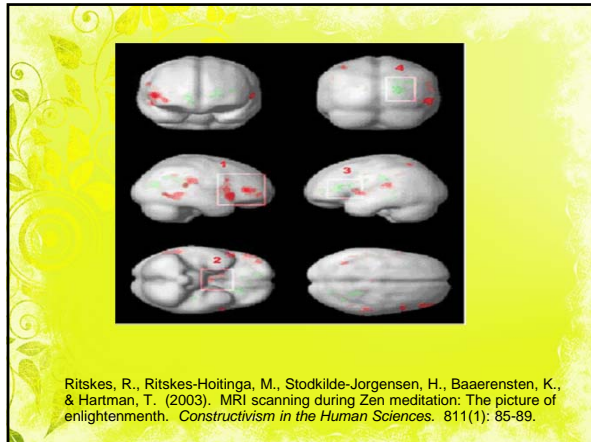 4
1
3
2
Ritskes, R., Ritskes-Hoitinga, M., Stodkilde-Jorgensen, H., Baaerensten, K.,
& Hartman, T. (2003). MRI scanning during Zen meditation: The picture of
enlightenmenth. Constructivism in the Human Sciences. 811(1): 85-89.